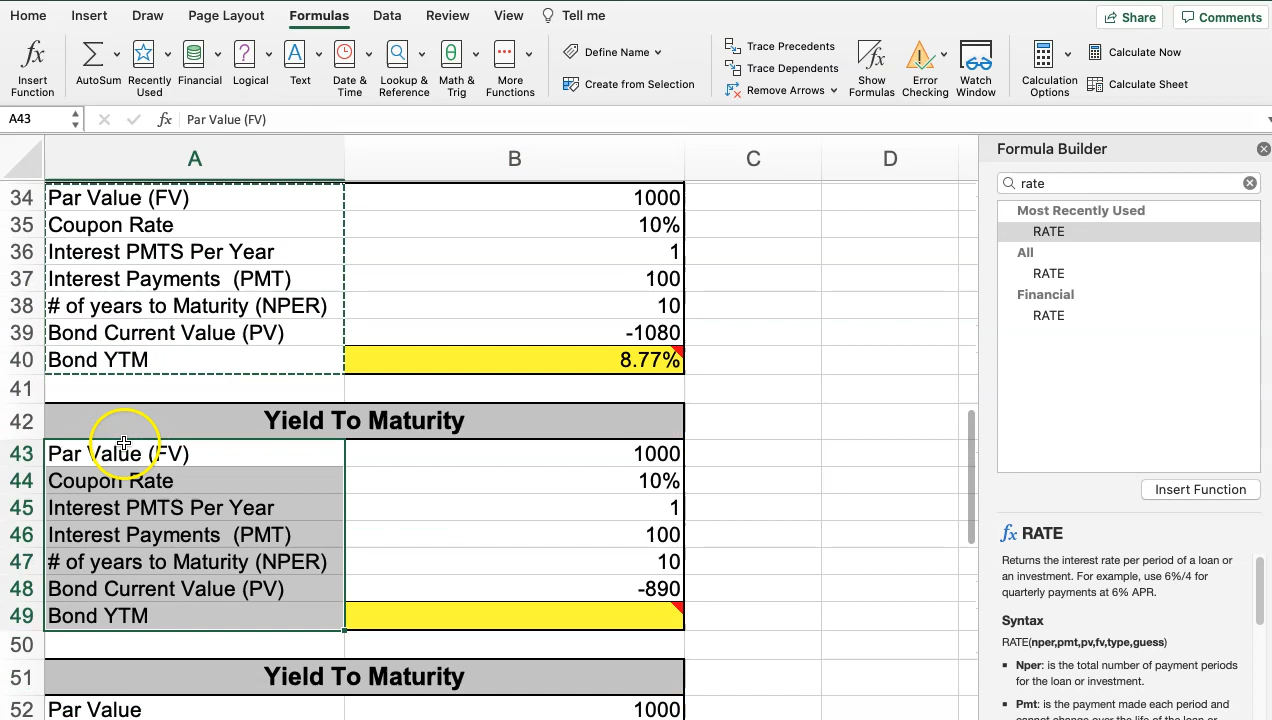 Home Insert Draw Page Layout Formulas Data Review View Tell me Share Comments
Insert Function AutoSum Recently Used Financial Logical Text Date & Time Lookup & Reference Math & Trig More Functions
Define Name
Create from Selection
Trace Precedents
Trace Dependents
Remove Arrows
Show Formulas Error Checking Watch Window Calculation Options
Calculate Now
Calculate Sheet
A43 fx Par Value (FV)
A B C D
34 Par Value (FV) 1000
35 Coupon Rate 10%
36 Interest PMTS Per Year 1
37 Interest Payments (PMT) 100
38 # of years to Maturity (NPER) 10
39 Bond Current Value (PV) -1080
40 Bond YTM 8.77%
41
42 Yield To Maturity
43 Par Value (FV) 1000
44 Coupon Rate 10%
45 Interest PMTS Per Year 1
46 Interest Payments (PMT) 100
47 # of years to Maturity (NPER) 10
48 Bond Current Value (PV) -890
49 Bond YTM
50
51 Yield To Maturity
52 Par Value 1000
Formula Builder
rate
Most Recently Used
RATE
All
RATE
Financial
RATE
Insert Function
fx RATE
Returns the interest rate per period of a loan or
an investment. For example, use 6%/4 for
quarterly payments at 6% APR.
Syntax
RATE(nper,pmt,pv,fv,type,guess)
Nper: is the total number of payment periods
for the loan or investment.
Pmt: is the payment made each period and
cannot change over the life of the loan or